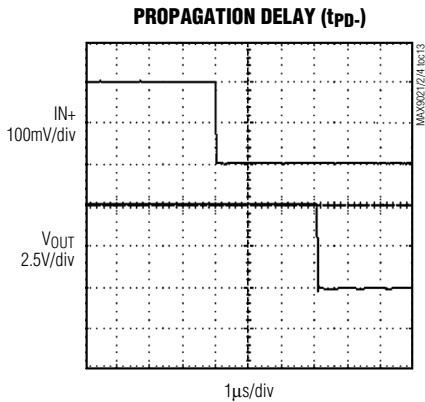 PROPAGATION DELAY (tPD-)
MAX9021/2/4 toc13
IN+
100mV/div
VOUT
2.5V/div
1μs/div